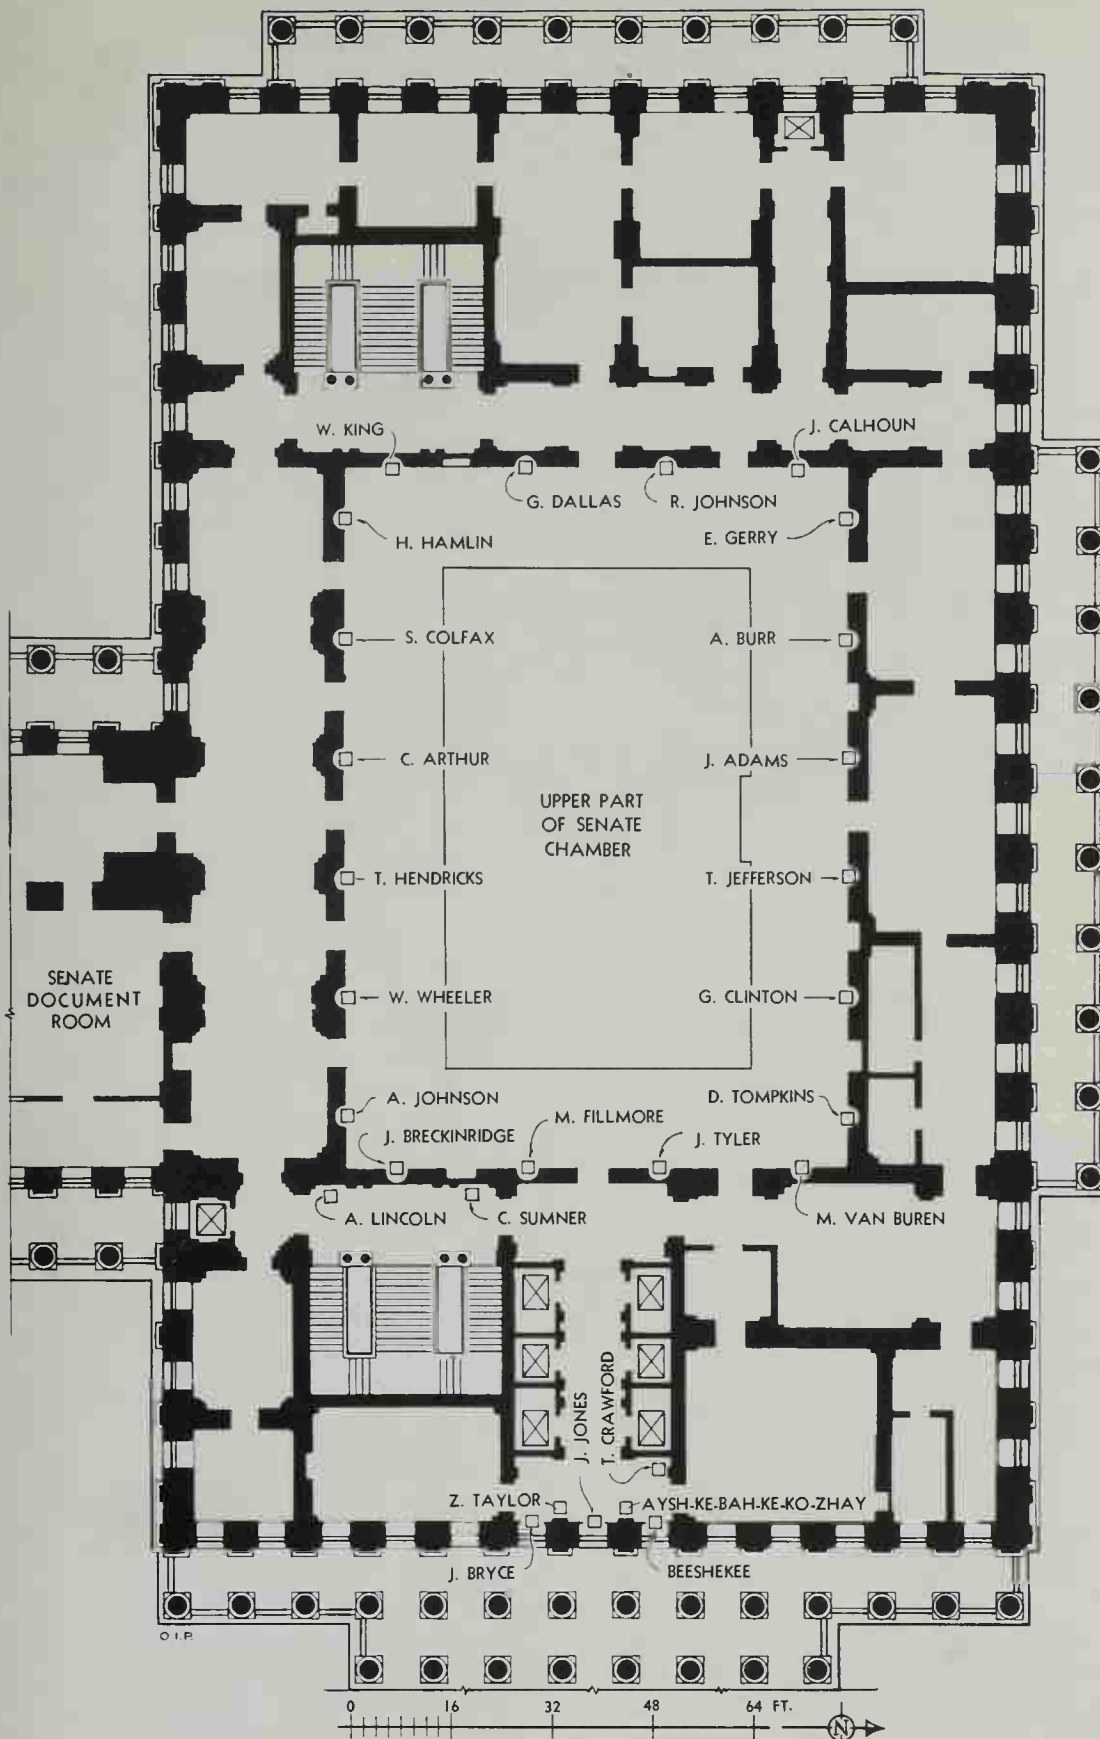 W. KING
J. CALHOUN
G. DALLAS
R. JOHNSON
H. HAMLIN
E. GERRY
S. COLFAX
A. BURR
C. ARTHUR
J. ADAMS
UPPER PART
OF SENATE
CHAMBER
T. HENDRICKS
T. JEFFERSON
SENATE
DOCUMENT
ROOM
W. WHEELER
G. CLINTON
A. JOHNSON
D. TOMPKINS
J. BRECKINRIDGE
M. FILLMORE
J. TYLER
A. LINCOLN
C. SUMNER
M. VAN BUREN
J. JONES
T. CRAWFORD
Z. TAYLOR
AYSH-KE-BAH-KE-KO-ZHAY
J. BRYCE
BEESHEKEE
O.I.P.
0 16 32 48 64 FT.
N